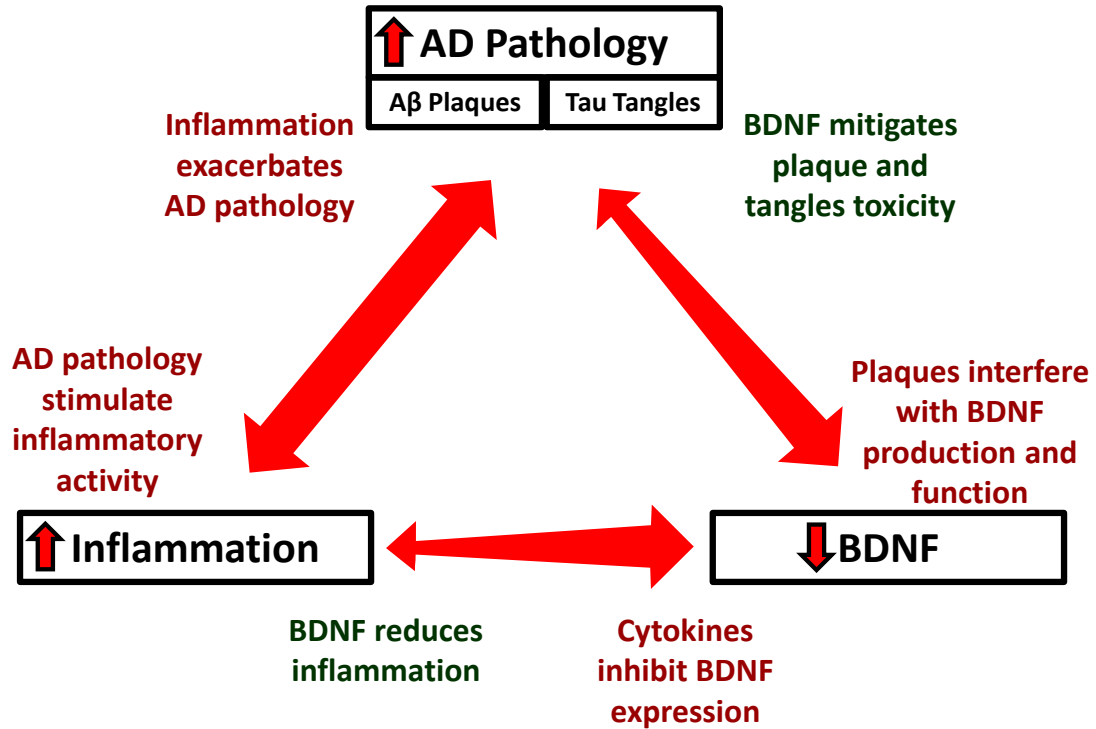 AD Pathology
Aβ Plaques
Tau Tangles
Inflammation
exacerbates
AD pathology
BDNF mitigates
plaque and
tangles toxicity
AD pathology
stimulate
inflammatory
activity
Plaques interfere
with BDNF
production and
function
Inflammation
BDNF
BDNF reduces
inflammation
Cytokines
inhibit BDNF
expression